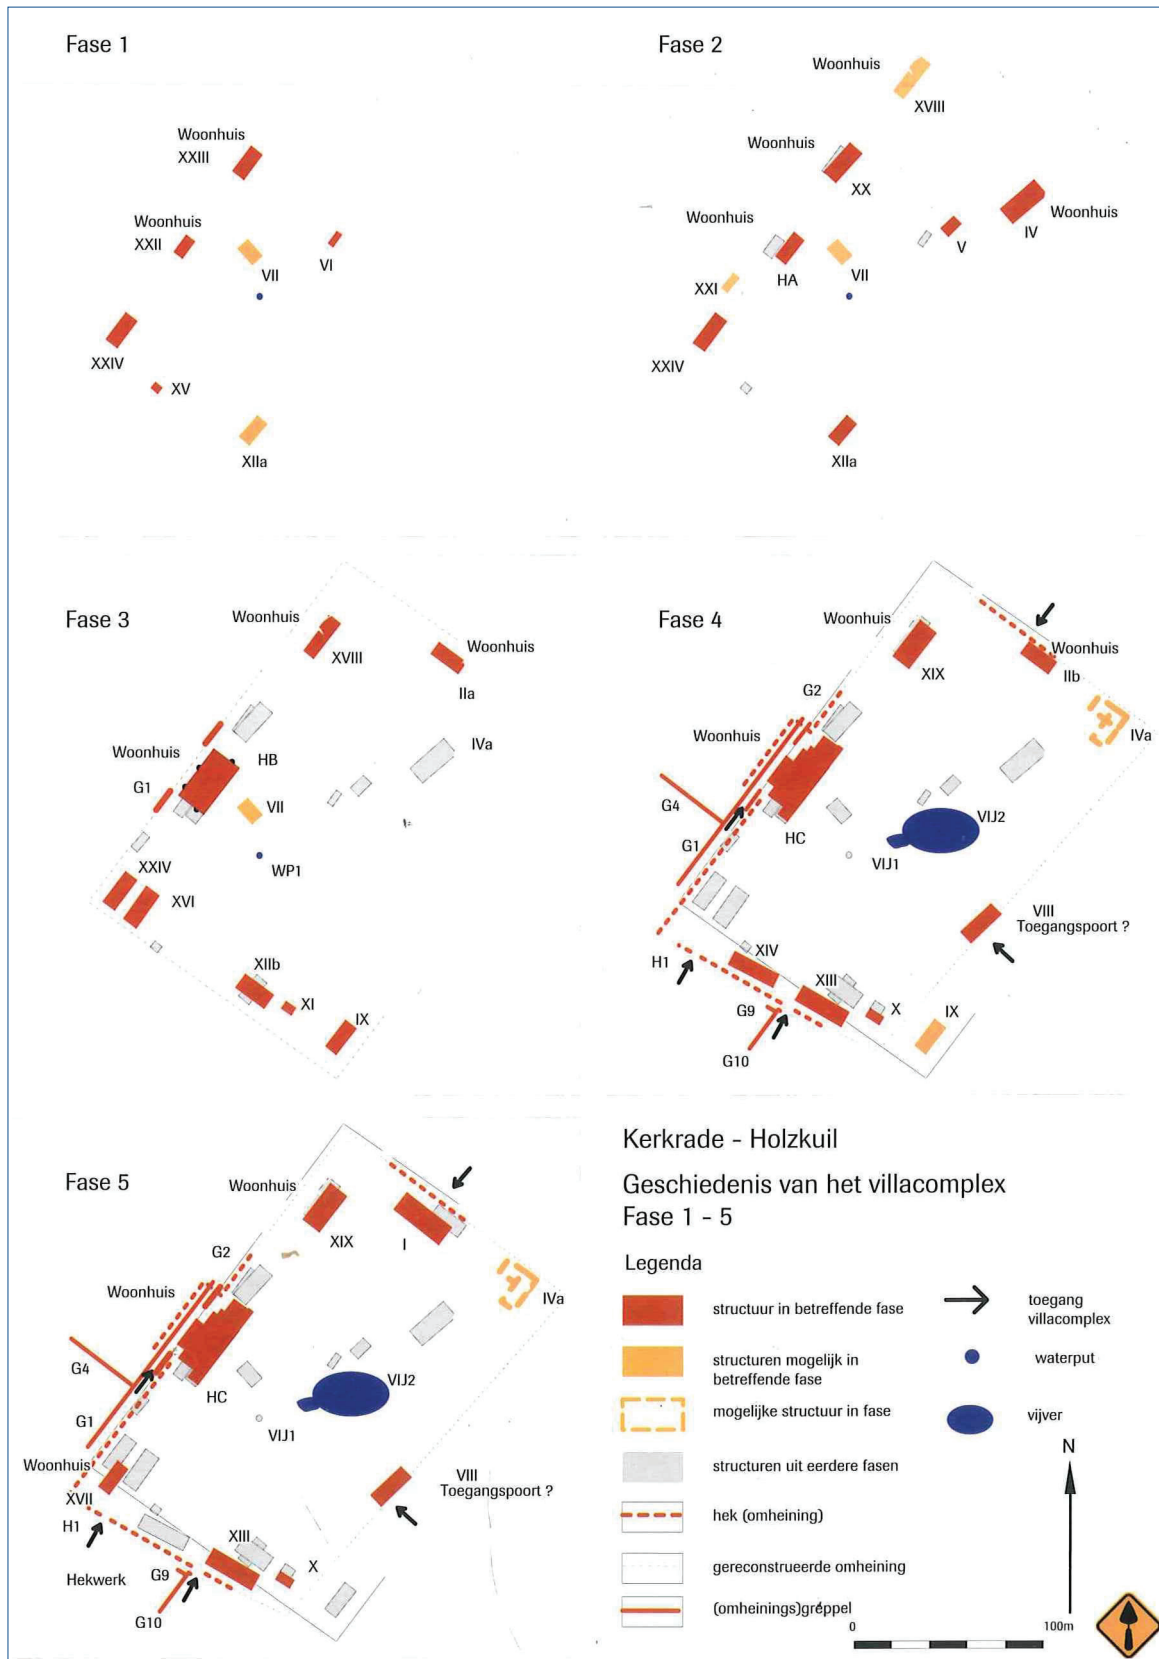 Fase 1
Woonhuis
XXIII
Woonhuis
XXII
VII
VI
XXIV
XV
XIIa
Fase 2
Woonhuis
XVIII
Woonhuis
XX
Woonhuis
IV
V
Woonhuis
HA
VII
XXI
XXIV
XIIa
Fase 3
Woonhuis
XVIII
Woonhuis
IIa
Woonhuis
HB
IVa
G1
VII
WP1
XXIV
XVI
XIIb
XI
IX
Fase 4
Woonhuis
XIX
Woonhuis
IIb
G2
IVa
Woonhuis
G4
HC
VIJ2
G1
VIJ1
VIII
Toegangspoort ?
H1
XIV
XIII
X
IX
G9
G10
Fase 5
Woonhuis
XIX
I
G2
IVa
Woonhuis
G4
HC
VIJ2
G1
VIJ1
Woonhuis
XVII
VIII
Toegangspoort ?
H1
XIII
X
Hekwerk
G9
G10
Kerkrade - Holzkuil
Geschiedenis van het villacomplex
Fase 1 - 5
Legenda
structuur in betreffende fase
structuren mogelijk in
betreffende fase
mogelijke structuur in fase
structuren uit eerdere fasen
hek (omheining)
gereconstrueerde omheining
(omheinings)greppel
toegang
villacomplex
waterput
vijver
N
0
100m